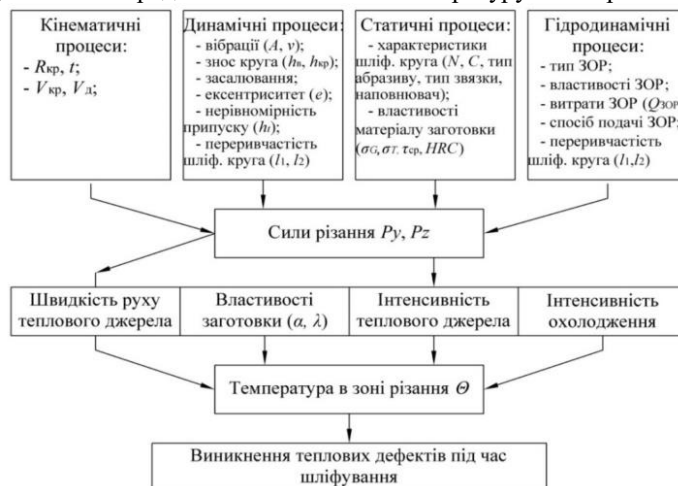 Кінематичні
процеси:
- Rкр, t;
- Vкр, Vд;
Динамічні процеси:
- вібрації (A, ν);
- знос круга (hв, hкр);
- засалювання;
- ексентриситет (e);
- нерівномірність
припуску (ht);
- переривчастість
шліф. круга (l1, l2)
Статичні процеси:
- характеристики
шліф. круга (N, C, тип
абразиву, тип звязки,
наповнювач);
- властивості
матеріалу заготовки
(σG, σT, τср, HRC)
Гідродинамічні
процеси:
- тип ЗОР;
- властивості ЗОР;
- витрати ЗОР (QЗОР)
- спосіб подачі ЗОР;
- переривчастість
шліф. круга (l1,l2)
Сили різання Py, Pz
Швидкість руху
теплового джерела
Властивості
заготовки (α, λ)
Інтенсивність
теплового джерела
Інтенсивність
охолодження
Температура в зоні різання Θ
Виникнення теплових дефектів під час
шліфування